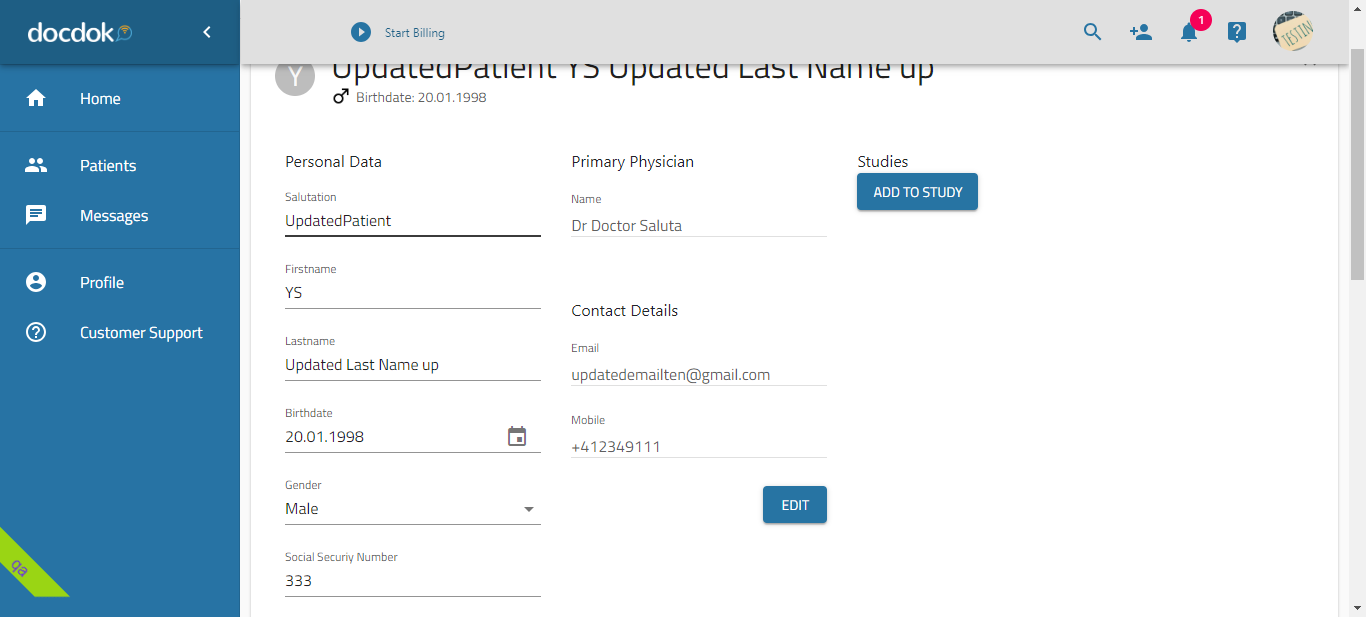 docdok
Start Billing
1
TESTIN
Home
Patients
Messages
Profile
Customer Support
qa
Y
UpdatedPatient YS Updated Last Name up
Birthdate: 20.01.1998
Personal Data
Salutation
UpdatedPatient
Firstname
YS
Lastname
Updated Last Name up
Birthdate
20.01.1998
Gender
Male
Social Securiy Number
333
Primary Physician
Name
Dr Doctor Saluta
Contact Details
Email
updatedemailten@gmail.com
Mobile
+412349111
EDIT
Studies
ADD TO STUDY